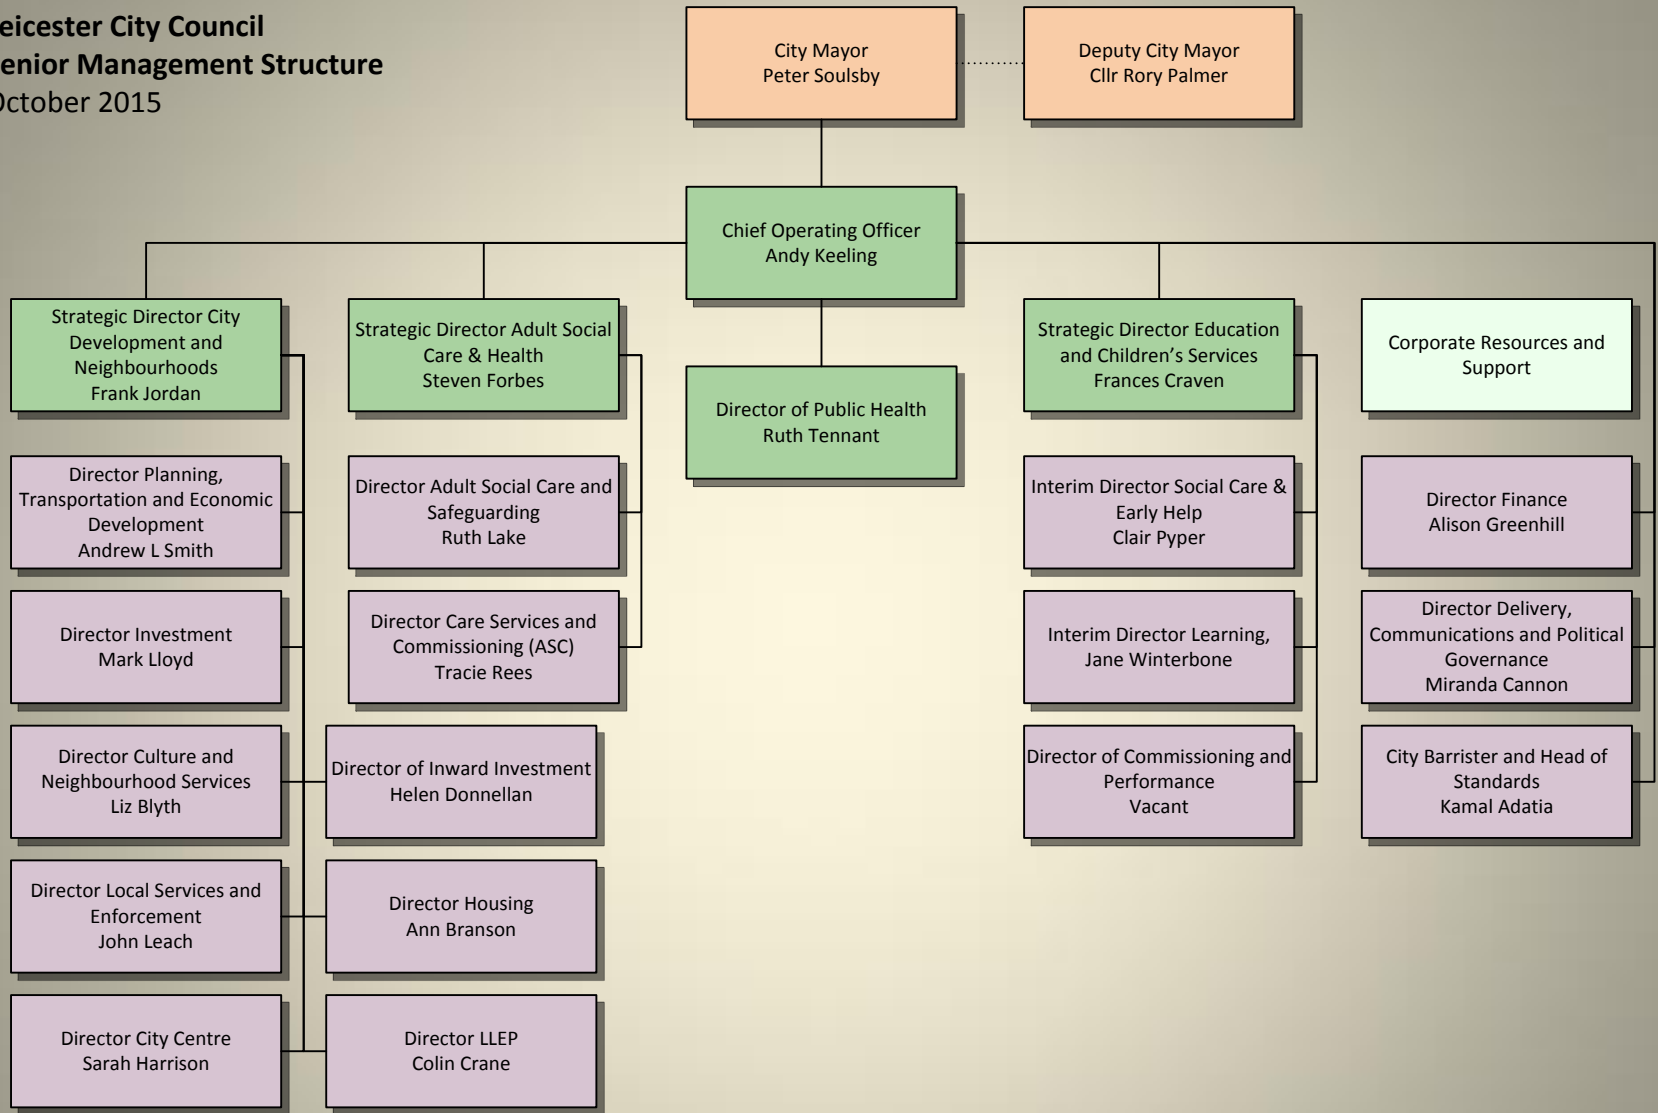 eicester City Council
enior Management Structure
October 2015
City Mayor
Peter Soulsby
Deputy City Mayor
Cllr Rory Palmer
Chief Operating Officer
Andy Keeling
Strategic Director City
Development and
Neighbourhoods
Frank Jordan
Strategic Director Adult Social
Care & Health
Steven Forbes
Director of Public Health
Ruth Tennant
Strategic Director Education
and Children's Services
Frances Craven
Corporate Resources and
Support
Director Planning,
Transportation and Economic
Development
Andrew L Smith
Director Adult Social Care and
Safeguarding
Ruth Lake
Interim Director Social Care &
Early Help
Clair Pyper
Director Finance
Alison Greenhill
Director Investment
Mark Lloyd
Director Care Services and
Commissioning (ASC)
Tracie Rees
Interim Director Learning,
Jane Winterbone
Director Delivery,
Communications and Political
Governance
Miranda Cannon
Director Culture and
Neighbourhood Services
Liz Blyth
Director of Inward Investment
Helen Donnellan
Director of Commissioning and
Performance
Vacant
City Barrister and Head of
Standards
Kamal Adatia
Director Local Services and
Enforcement
John Leach
Director Housing
Ann Branson
Director City Centre
Sarah Harrison
Director LLEP
Colin Crane